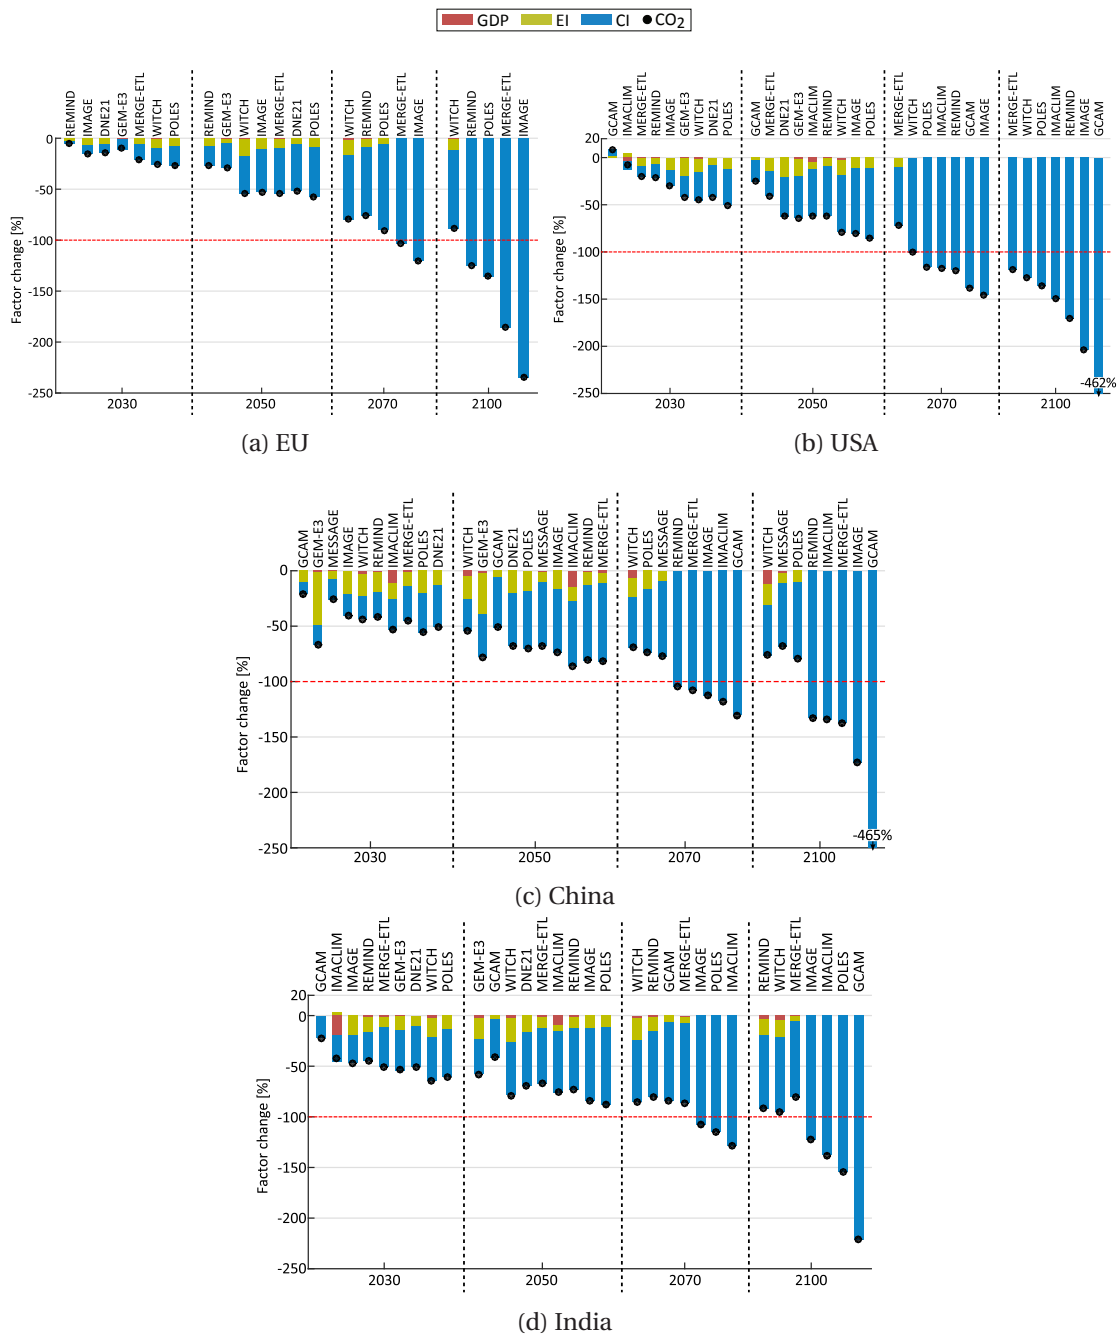 GDP EI CI CO2
REMIND IMAGE DNE21 GEM-E3 MERGE-ETL WITCH POLES REMIND GEM-E3 WITCH IMAGE MERGE-ETL DNE21 POLES WITCH REMIND POLES MERGE-ETL IMAGE WITCH REMIND POLES MERGE-ETL IMAGE
Factor change [%]
0
-50
-100
-150
-200
-250
2030 2050 2070 2100
(a) EU
GCAM IMACLIM MERGE-ETL REMIND IMAGE GEM-E3 WITCH DNE21 POLES GCAM MERGE-ETL DNE21 GEM-E3 IMACLIM REMIND WITCH IMAGE POLES MERGE-ETL WITCH POLES IMACLIM REMIND GCAM IMAGE MERGE-ETL WITCH POLES IMACLIM REMIND IMAGE GCAM
Factor change [%]
20
0
-50
-100
-150
-200
-250
-462%
2030 2050 2070 2100
(b) USA
GCAM GEM-E3 MESSAGE IMAGE WITCH REMIND IMACLIM MERGE-ETL POLES DNE21 WITCH GEM-E3 GCAM DNE21 POLES MESSAGE IMAGE IMACLIM REMIND MERGE-ETL WITCH POLES MESSAGE REMIND MERGE-ETL IMAGE IMACLIM GCAM WITCH MESSAGE POLES REMIND IMACLIM MERGE-ETL IMAGE GCAM
Factor change [%]
0
-50
-100
-150
-200
-250
-465%
2030 2050 2070 2100
(c) China
GCAM IMACLIM IMAGE REMIND MERGE-ETL GEM-E3 DNE21 WITCH POLES GEM-E3 GCAM WITCH DNE21 MERGE-ETL IMACLIM REMIND IMAGE POLES WITCH REMIND GCAM MERGE-ETL IMAGE POLES IMACLIM REMIND WITCH MERGE-ETL IMAGE IMACLIM POLES GCAM
Factor change [%]
20
0
-50
-100
-150
-200
-250
2030 2050 2070 2100
(d) India